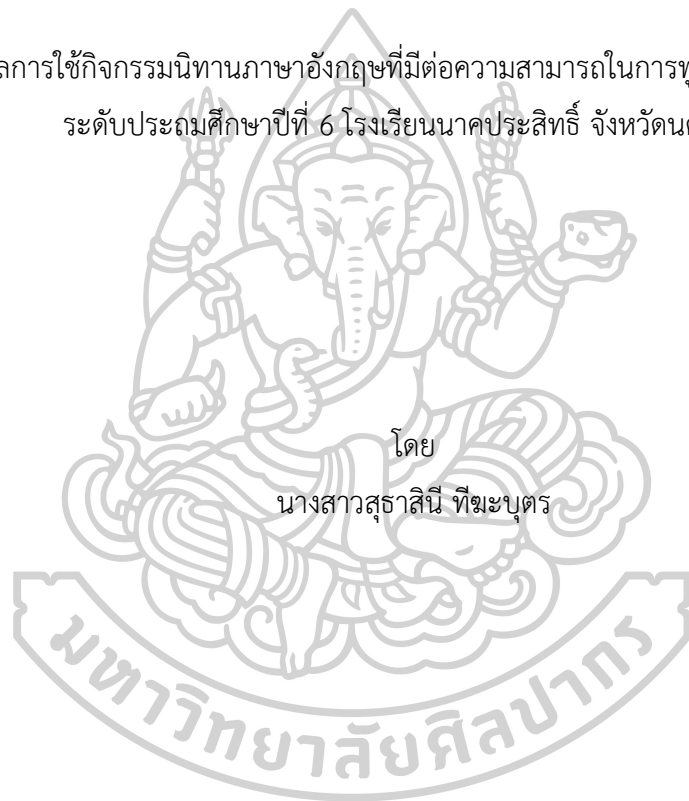 ลการใช้กิจกรรมนิทานภาษาอังกฤษที่มีต่อความสามารถในการพู
ระดับประถมศึกษาปีที่ 6 โรงเรียนนาคประสิทธิ์ จังหวัดนค
โดย
นางสาวสุธาสินี ทีฆะบุตร
มหาวิทยาลัยศิลปากร